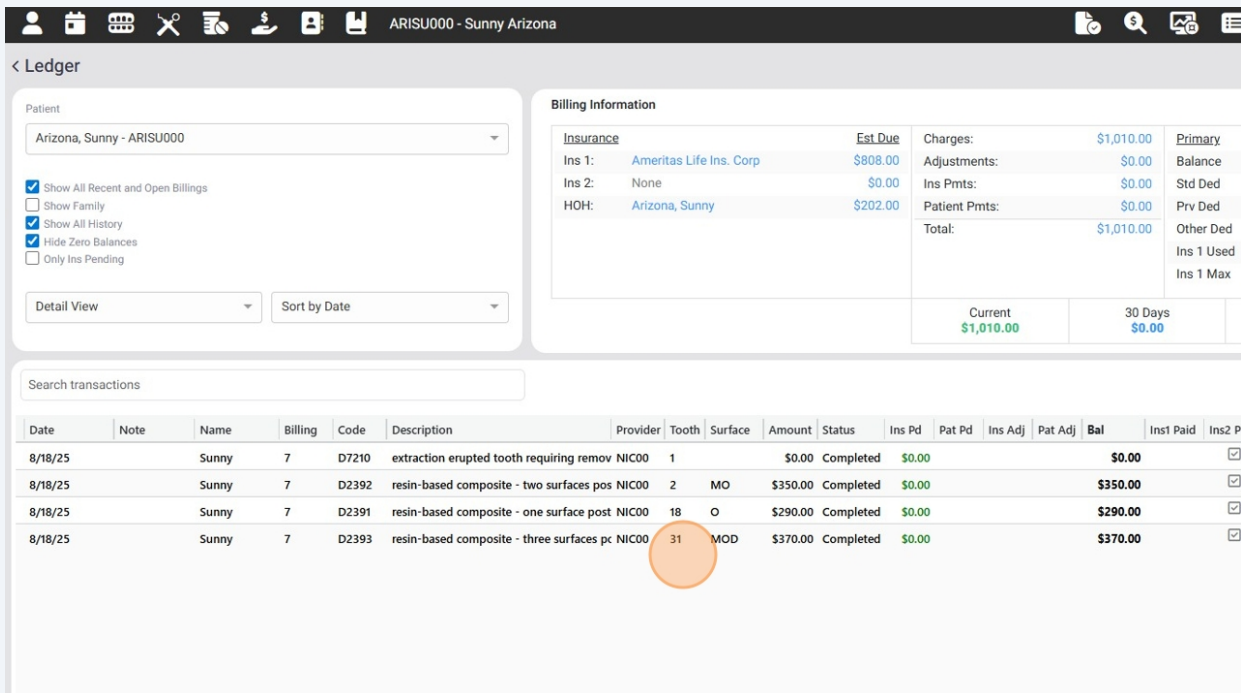 ARISU000 - Sunny Arizona
< Ledger
Patient
Arizona, Sunny - ARISU000
Show All Recent and Open Billings
Show Family
Show All History
Hide Zero Balances
Only Ins Pending
Detail View
Sort by Date
Billing Information
Insurance Est Due
Ins 1: Ameritas Life Ins. Corp $808.00
Ins 2: None $0.00
HOH: Arizona, Sunny $202.00
Charges: $1,010.00
Adjustments: $0.00
Ins Pmts: $0.00
Patient Pmts: $0.00
Total: $1,010.00
Primary
Balance
Std Ded
Prv Ded
Other Ded
Ins 1 Used
Ins 1 Max
Current 30 Days
$1,010.00 $0.00
Search transactions
Date Note Name Billing Code Description Provider Tooth Surface Amount Status Ins Pd Pat Pd Ins Adj Pat Adj Bal Ins1 Paid Ins2 P
8/18/25 Sunny 7 D7210 extraction erupted tooth requiring remov NIC00 1 $0.00 Completed $0.00 $0.00
8/18/25 Sunny 7 D2392 resin-based composite - two surfaces pos NIC00 2 MO $350.00 Completed $0.00 $350.00
8/18/25 Sunny 7 D2391 resin-based composite - one surface post NIC00 18 O $290.00 Completed $0.00 $290.00
8/18/25 Sunny 7 D2393 resin-based composite - three surfaces pc NIC00 31 MOD $370.00 Completed $0.00 $370.00